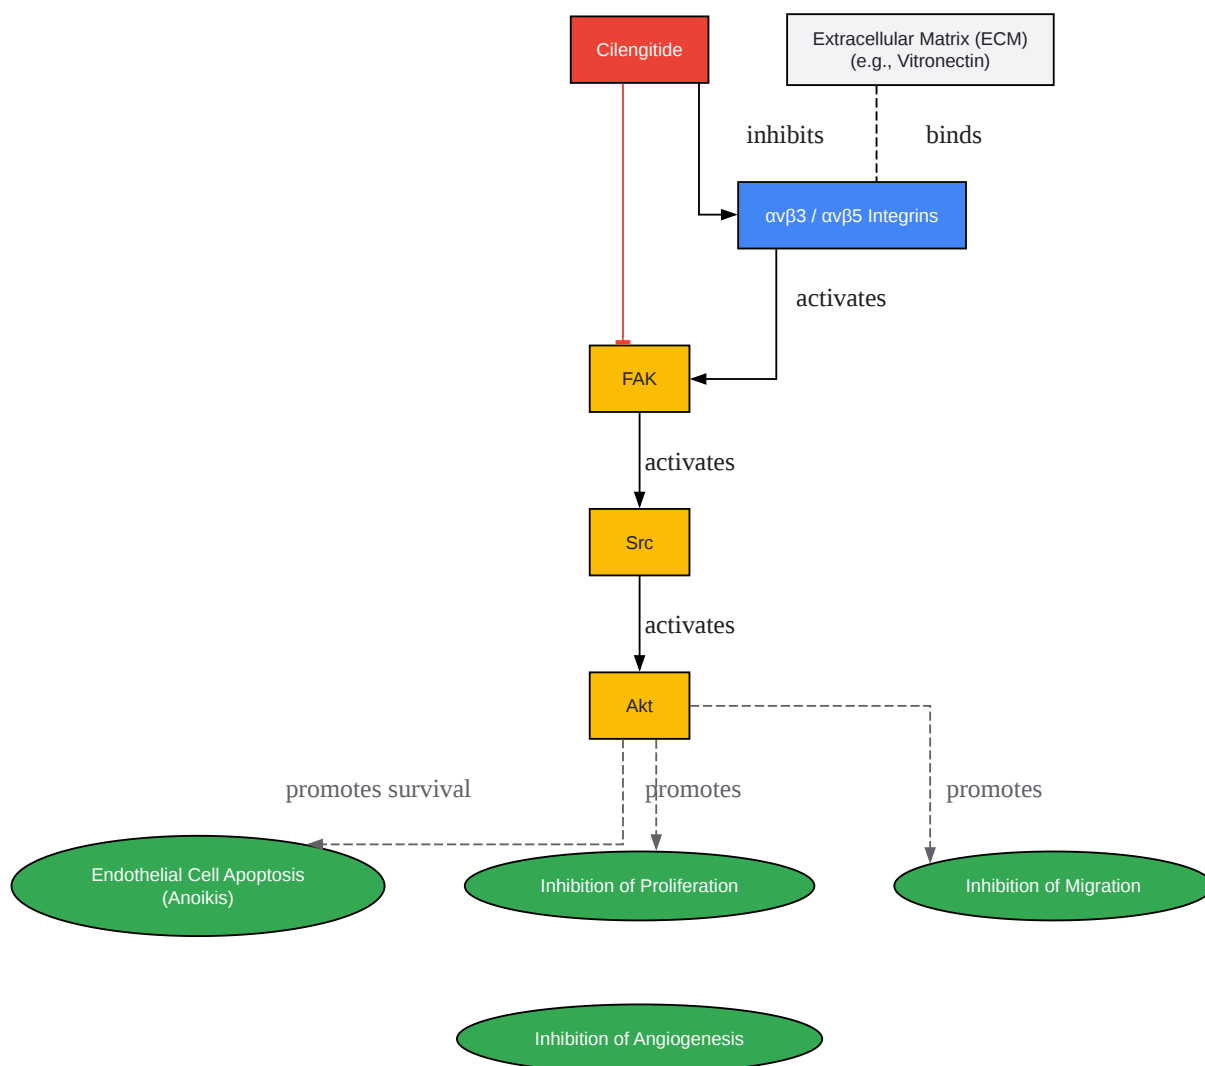 Cilengitide
Extracellular Matrix (ECM)
(e.g., Vitronectin)
inhibits
binds
αvβ3 / αvβ5 Integrins
activates
FAK
activates
Src
activates
Akt
promotes survival
promotes
promotes
Endothelial Cell Apoptosis
(Anoikis)
Inhibition of Proliferation
Inhibition of Migration
Inhibition of Angiogenesis